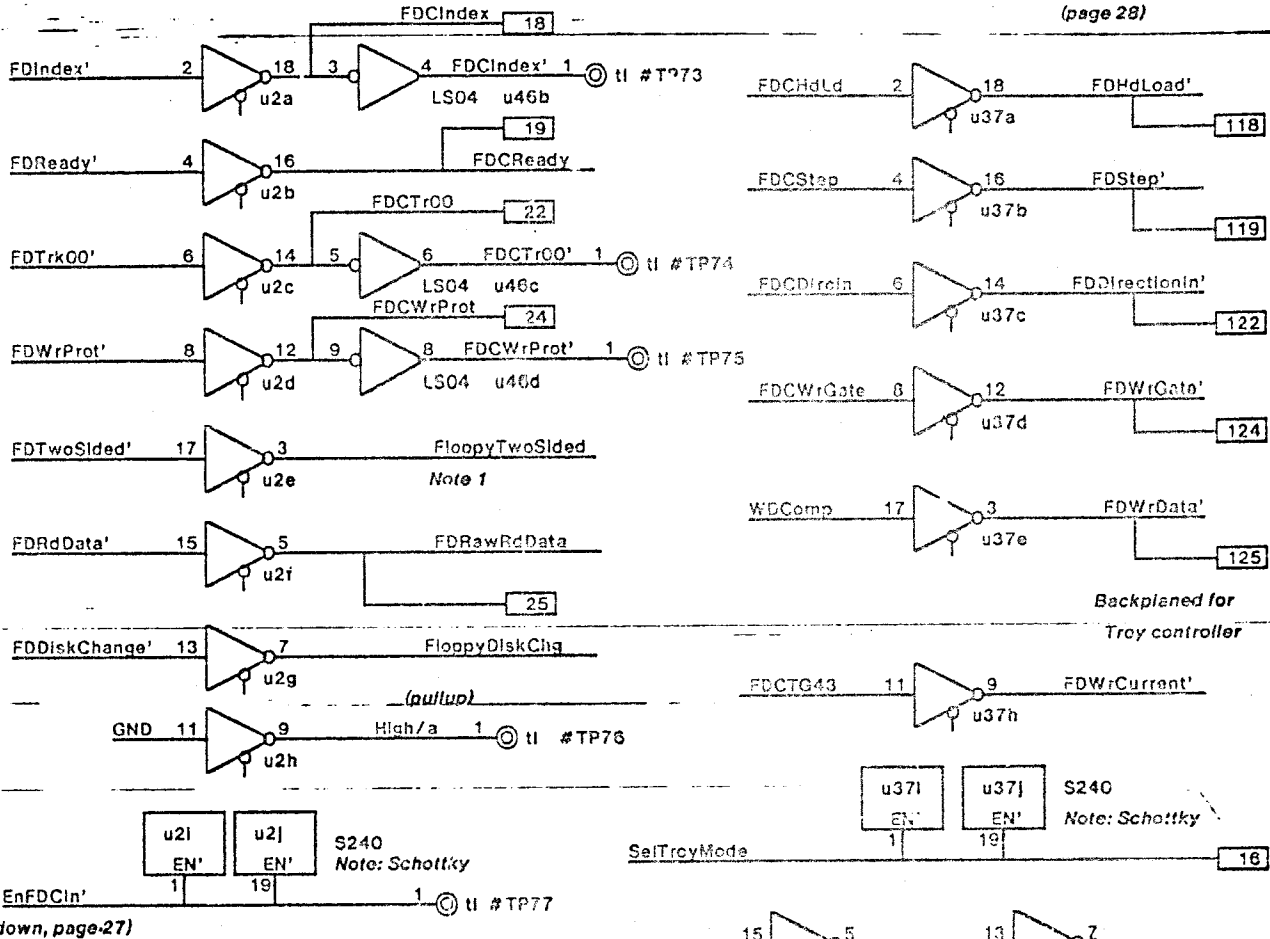 FDCIndex 18
(page 28)
FDIndex' 2 18 3 4 FDCIndex' 1 tl #TP73
u2a LS04 u46b
FDCHdLd 2 18 FDHdLoad'
u37a
118
19
FDReady' 4 16 FDCReady
u2b
FDCStep 4 16 FDStep'
u37b
119
FDCTr00 22
FDTrk00' 6 14 5 6 FDCTr00' 1 tl #TP74
u2c LS04 u46c
FDCDircIn 6 14 FDDirectionIn'
u37c
122
FDCWrProt 24
FDWrProt' 8 12 9 8 FDCWrProt' 1 tl #TP75
u2d LS04 u46d
FDCWrGate 8 12 FDWrGate'
u37d
124
FDTwoSided' 17 3 FloppyTwoSided
u2e Note 1
WDComp 17 3 FDWrData'
u37e
125
FDRdData' 15 5 FDRawRdData
u2f
25
Backplaned for
Troy controller
FDDiskChange' 13 7 FloppyDiskChg
u2g
FDCTG43 11 9 FDWrCurrent'
u37h
(pullup)
GND 11 9 High/a 1 tl #TP76
u2h
u2i u2j S240
EN' EN' Note: Schottky
1 19
EnFDCIn' 1 tl #TP77
down, page 27)
u37i u37j S240
EN' EN' Note: Schottky
1 19
SelTroyMode 16
15 5 13 7